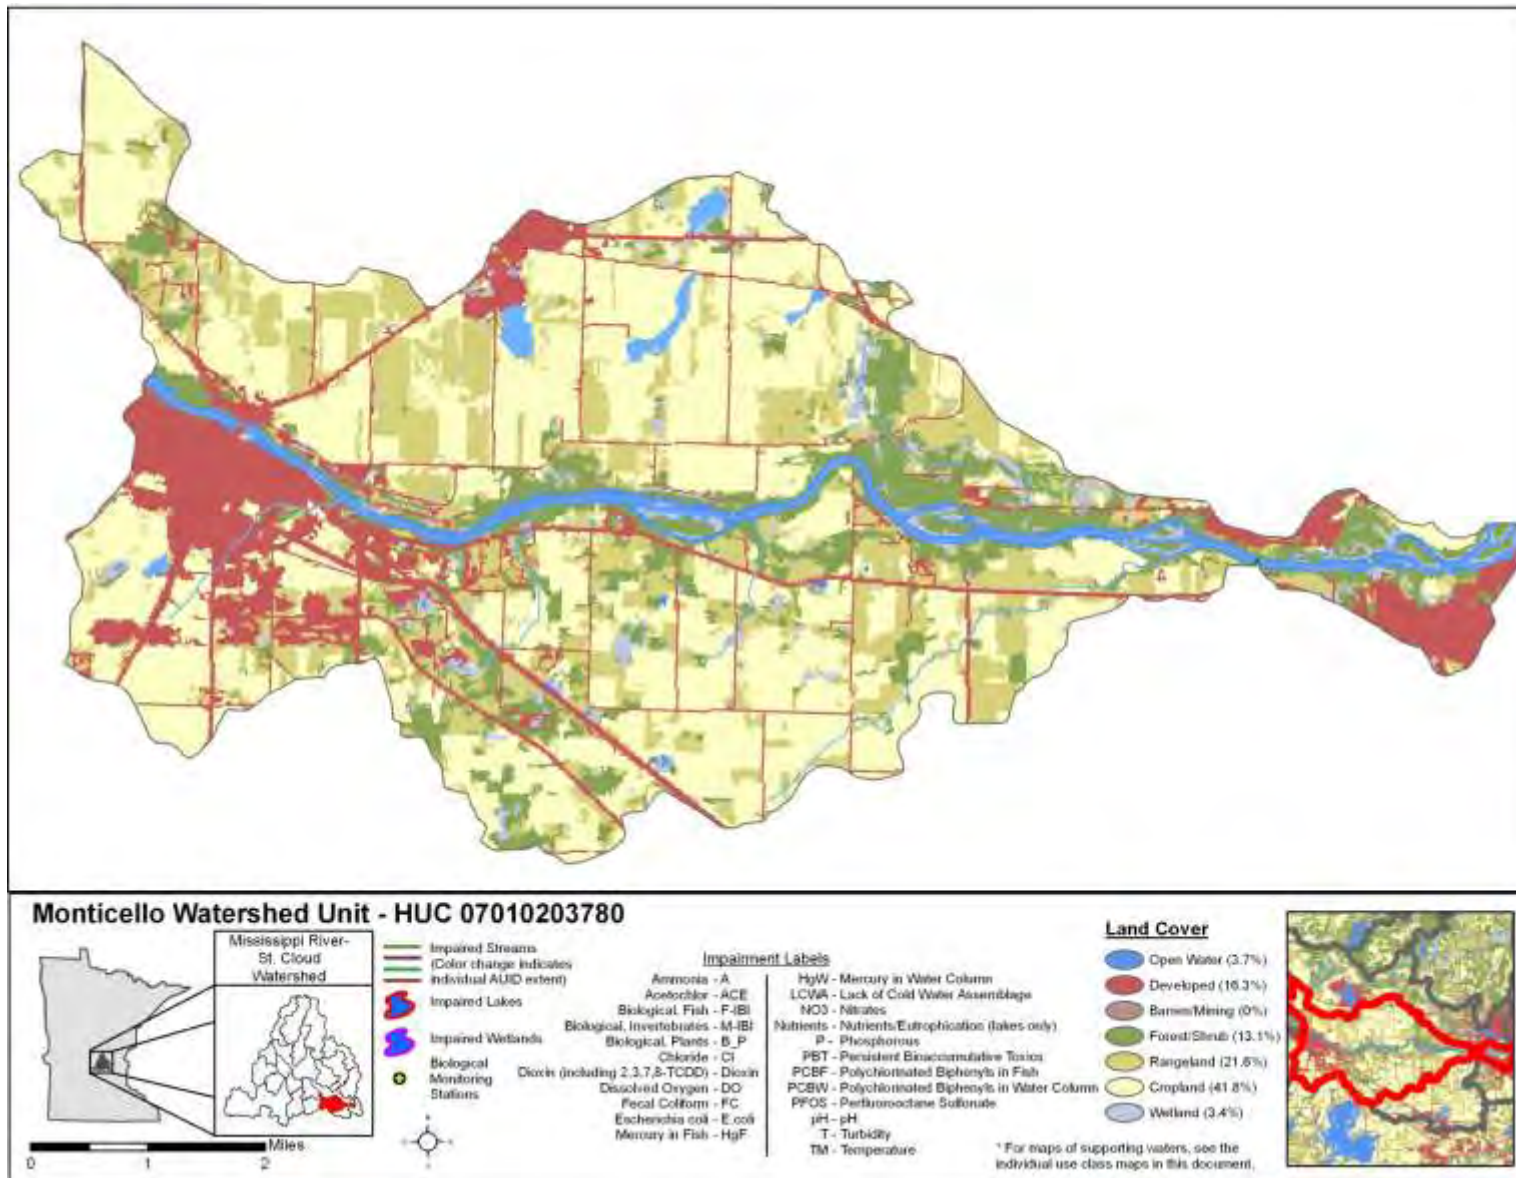 Monticello Watershed Unit - HUC 07010203780
Mississippi River-
St. Cloud
Watershed
Miles
0 1 2
Impaired Streams
(Color change indicates
individual AUID extent)
Impaired Lakes
Impaired Wetlands
Biological
Monitoring
Stations
Impairment Labels
Ammonia - A
Acetochlor - ACE
Biological, Fish - F-IBI
Biological, Invertebrates - M-IBI
Biological, Plants - B_P
Chloride - Cl
Dioxin (including 2,3,7,8-TCDD) - Dioxin
Dissolved Oxygen - DO
Fecal Coliform - FC
Escherichia coli - E.coli
Mercury in Fish - HgF
HgW - Mercury in Water Column
LCWA - Lack of Cold Water Assemblage
NO3 - Nitrates
Nutrients - Nutrients/Eutrophication (lakes only)
P - Phosphorous
PBT - Persistent Bioaccumulative Toxics
PCBF - Polychlorinated Biphenyls in Fish
PCBW - Polychlorinated Biphenyls in Water Column
PFOS - Perfluorooctane Sulfonate
pH - pH
T - Turbidity
TM - Temperature
Land Cover
Open Water (3.7%)
Developed (16.3%)
Barren/Mining (0%)
Forest/Shrub (13.1%)
Rangeland (21.6%)
Cropland (41.8%)
Wetland (3.4%)
* For maps of supporting waters, see the
individual use class maps in this document.